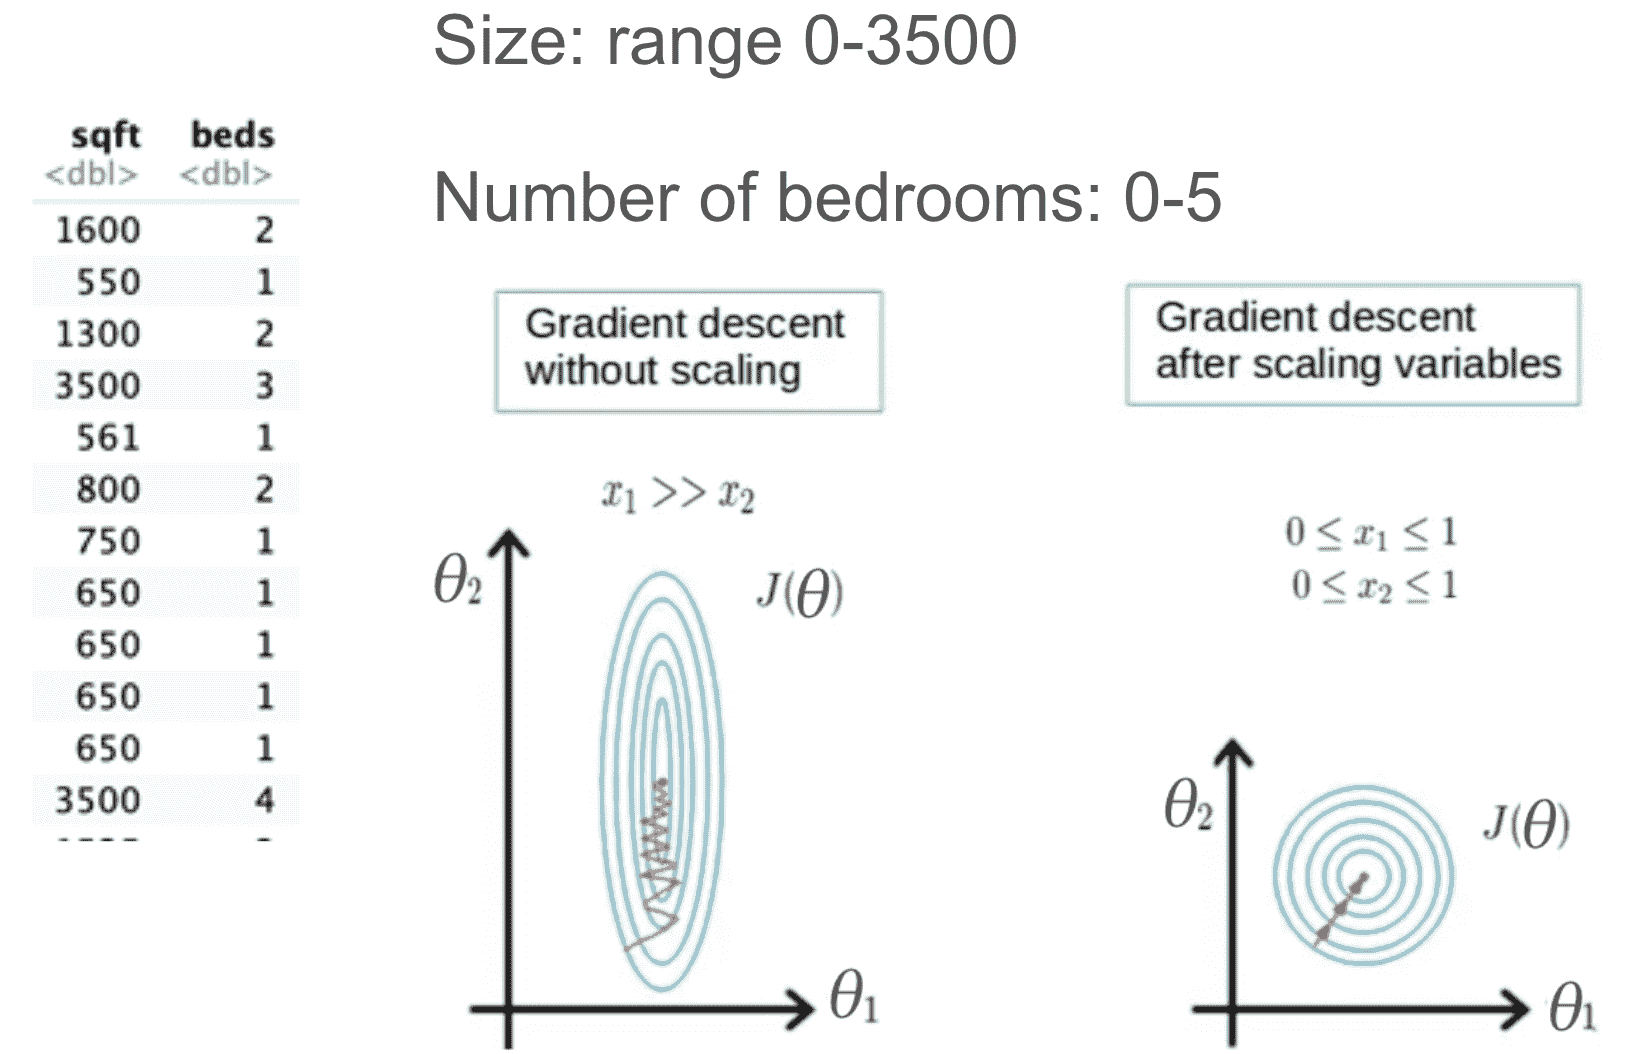 Size: range 0-3500
Number of bedrooms: 0-5
sqft beds
<dbl> <dbl>
1600 2
550 1
1300 2
3500 3
561 1
800 2
750 1
650 1
650 1
650 1
650 1
3500 4
Gradient descent
without scaling
x₁ >> x₂
θ₂
J(θ)
θ₁
Gradient descent
after scaling variables
0 ≤ x₁ ≤ 1
0 ≤ x₂ ≤ 1
θ₂
J(θ)
θ₁